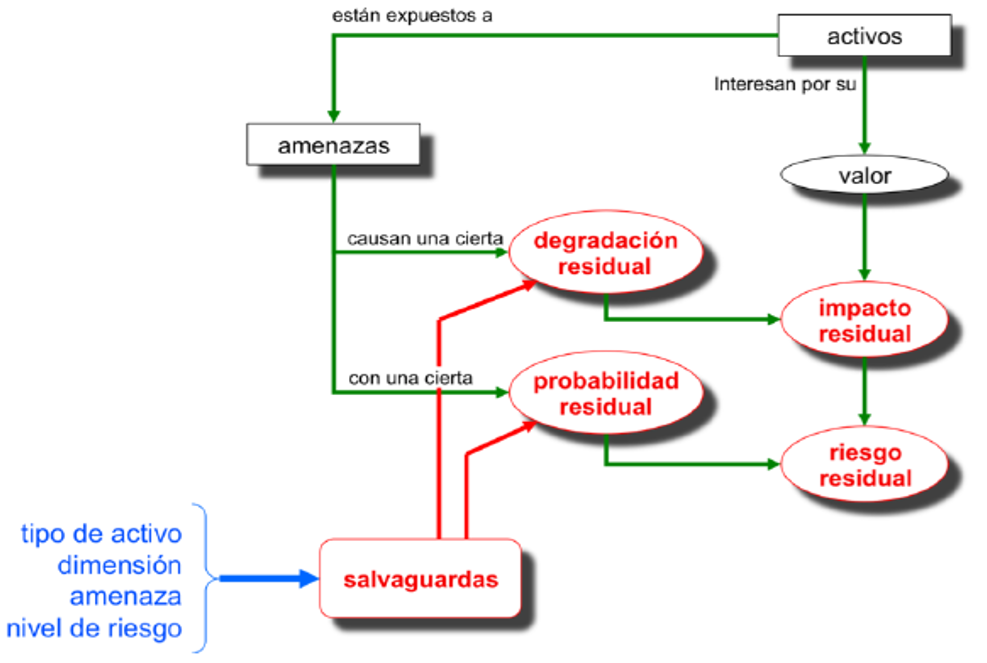 están expuestos a
activos
Interesan por su
amenazas
valor
causan una cierta
degradación
residual
impacto
residual
con una cierta
probabilidad
residual
riesgo
residual
tipo de activo
dimensión
amenaza
nivel de riesgo
salvaguardas